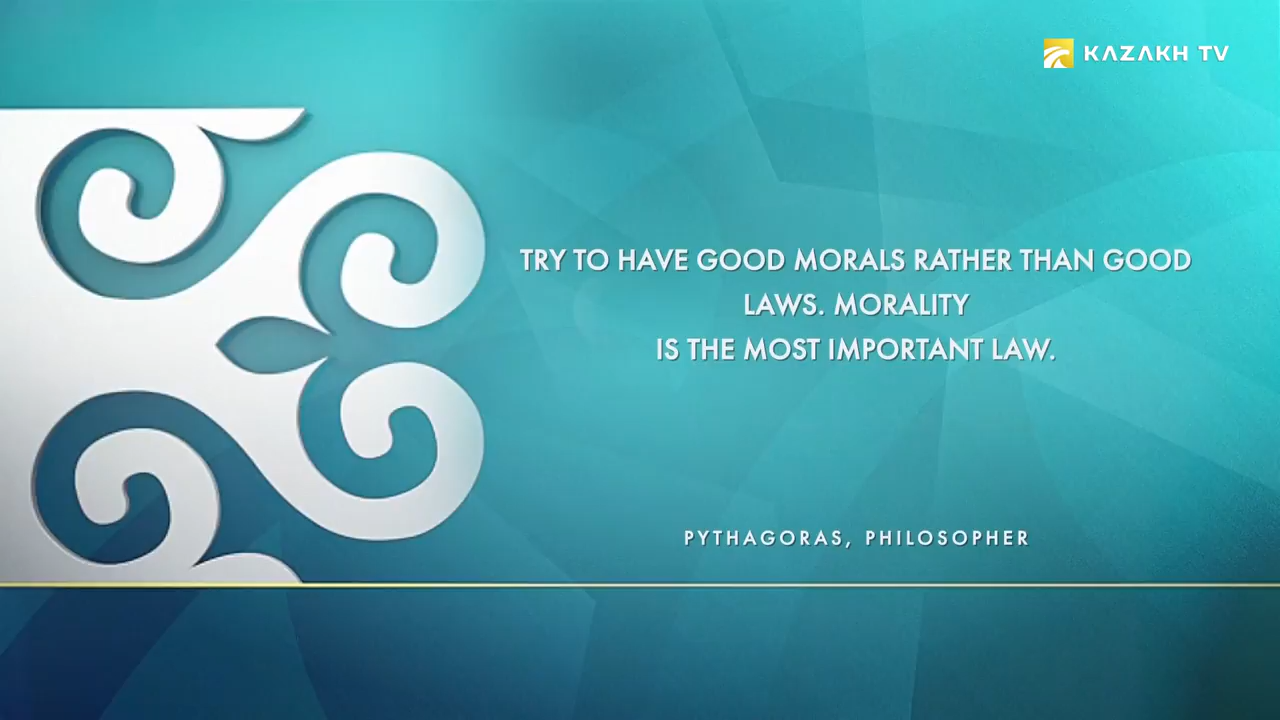 KAZAKH TV
TRY TO HAVE GOOD MORALS RATHER THAN GOOD
LAWS. MORALITY
IS THE MOST IMPORTANT LAW.
PYTHAGORAS, PHILOSOPHER